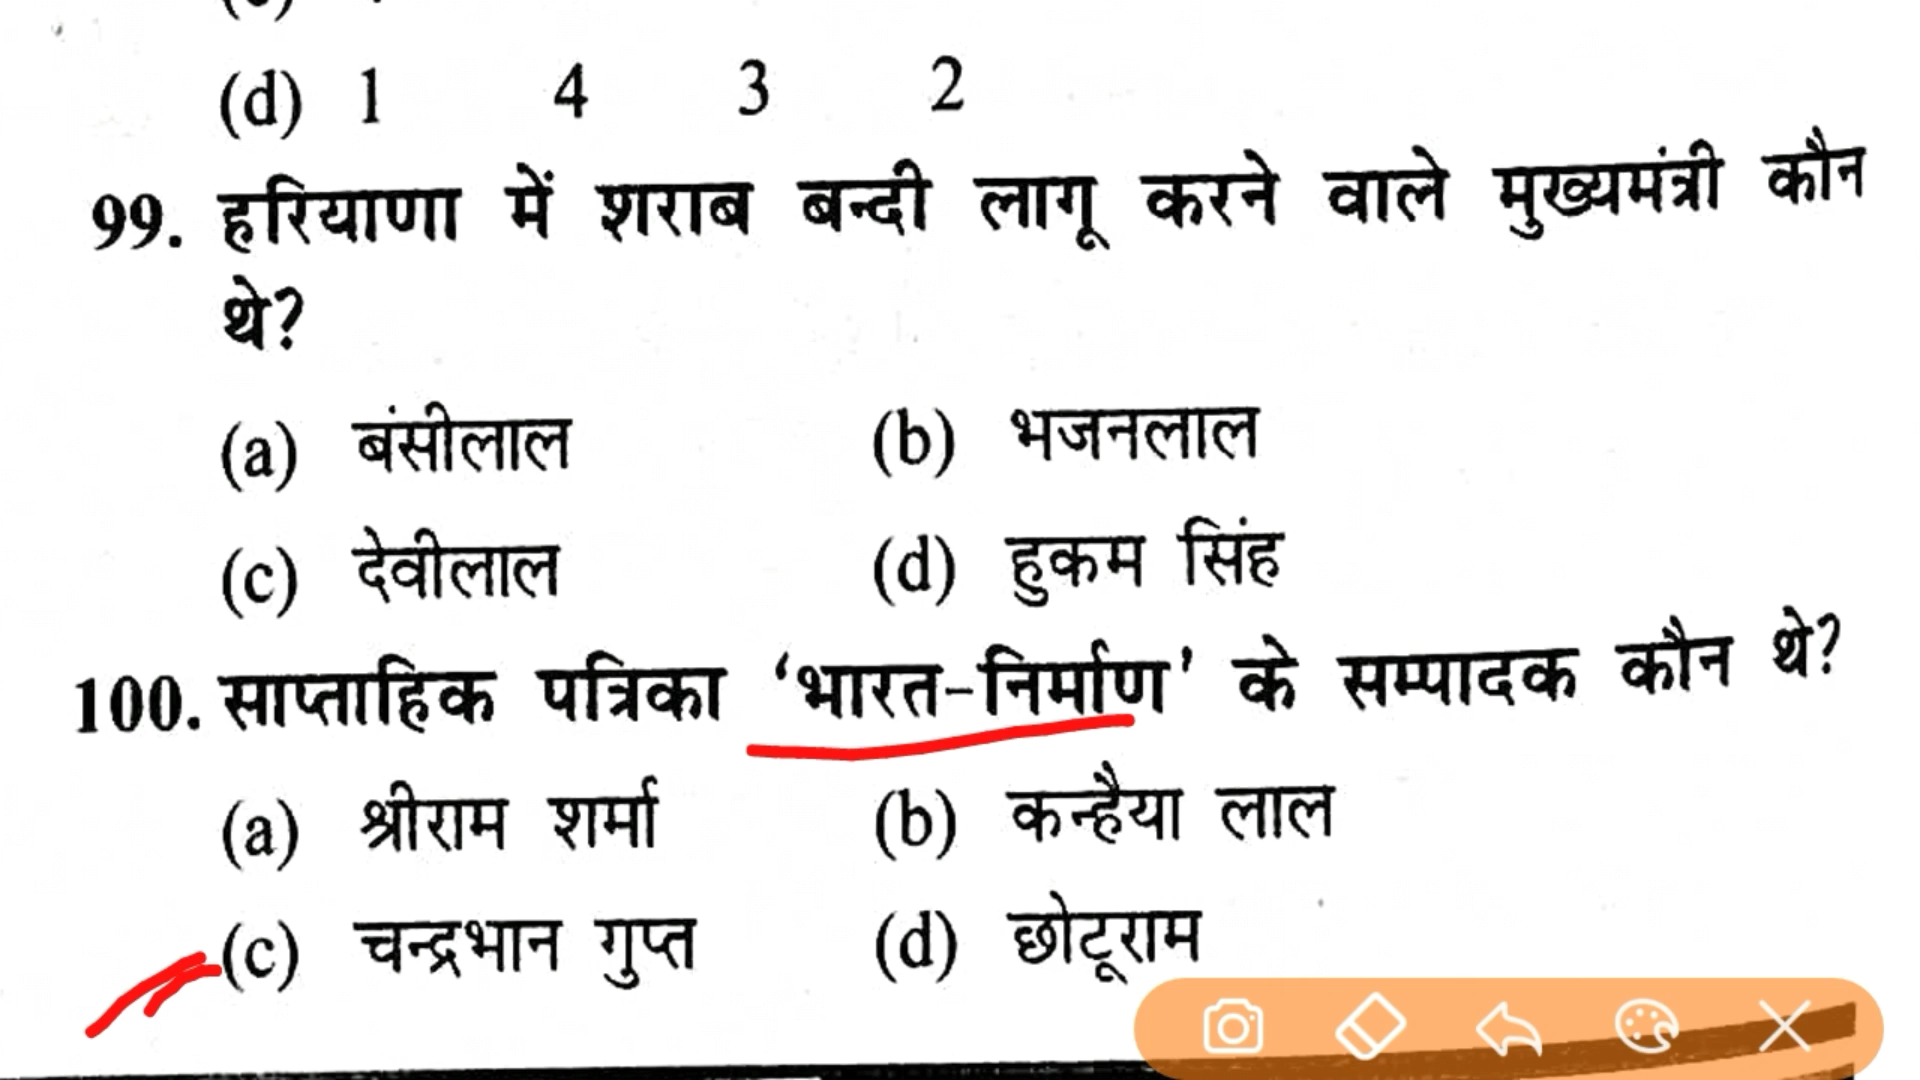 (d) 1 4 3 2
99. हरियाणा में शराब बन्दी लागू करने वाले मुख्यमंत्री कौन
थे?
(a) बंसीलाल (b) भजनलाल
(c) देवीलाल (d) हुकम सिंह
100. साप्ताहिक पत्रिका ‘भारत-निर्माण’ के सम्पादक कौन थे?
(a) श्रीराम शर्मा (b) कन्हैया लाल
(c) चन्द्रभान गुप्त (d) छोटूराम